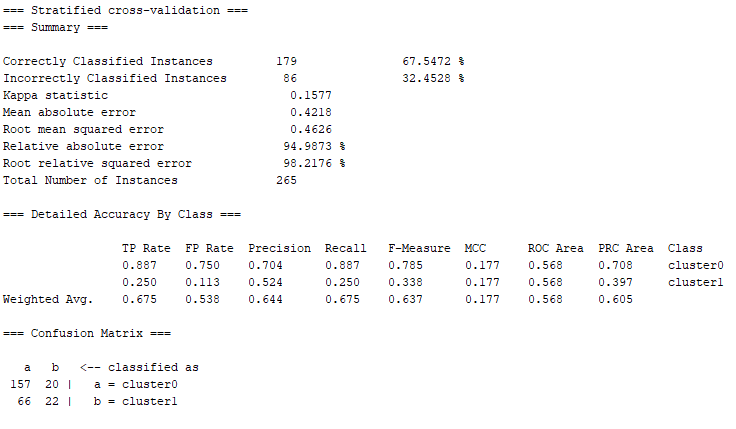 === Stratified cross-validation ===
=== Summary ===
Correctly Classified Instances 179 67.5472 %
Incorrectly Classified Instances 86 32.4528 %
Kappa statistic 0.1577
Mean absolute error 0.4218
Root mean squared error 0.4626
Relative absolute error 94.9873 %
Root relative squared error 98.2176 %
Total Number of Instances 265
=== Detailed Accuracy By Class ===
TP Rate FP Rate Precision Recall F-Measure MCC ROC Area PRC Area Class
0.887 0.750 0.704 0.887 0.785 0.177 0.568 0.708 cluster0
0.250 0.113 0.524 0.250 0.338 0.177 0.568 0.397 cluster1
Weighted Avg. 0.675 0.538 0.644 0.675 0.637 0.177 0.568 0.605
=== Confusion Matrix ===
a b <-- classified as
157 20 | a = cluster0
66 22 | b = cluster1